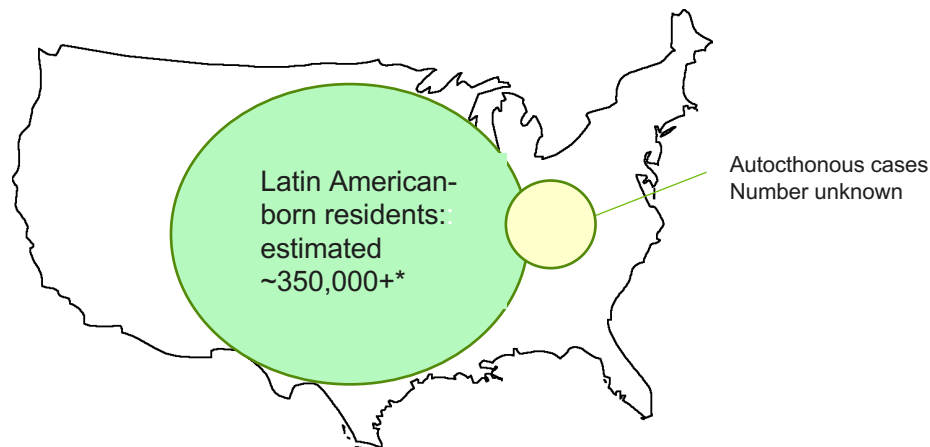 Latin American-
born residents:
estimated
~350,000+*
Autocthonous cases
Number unknown